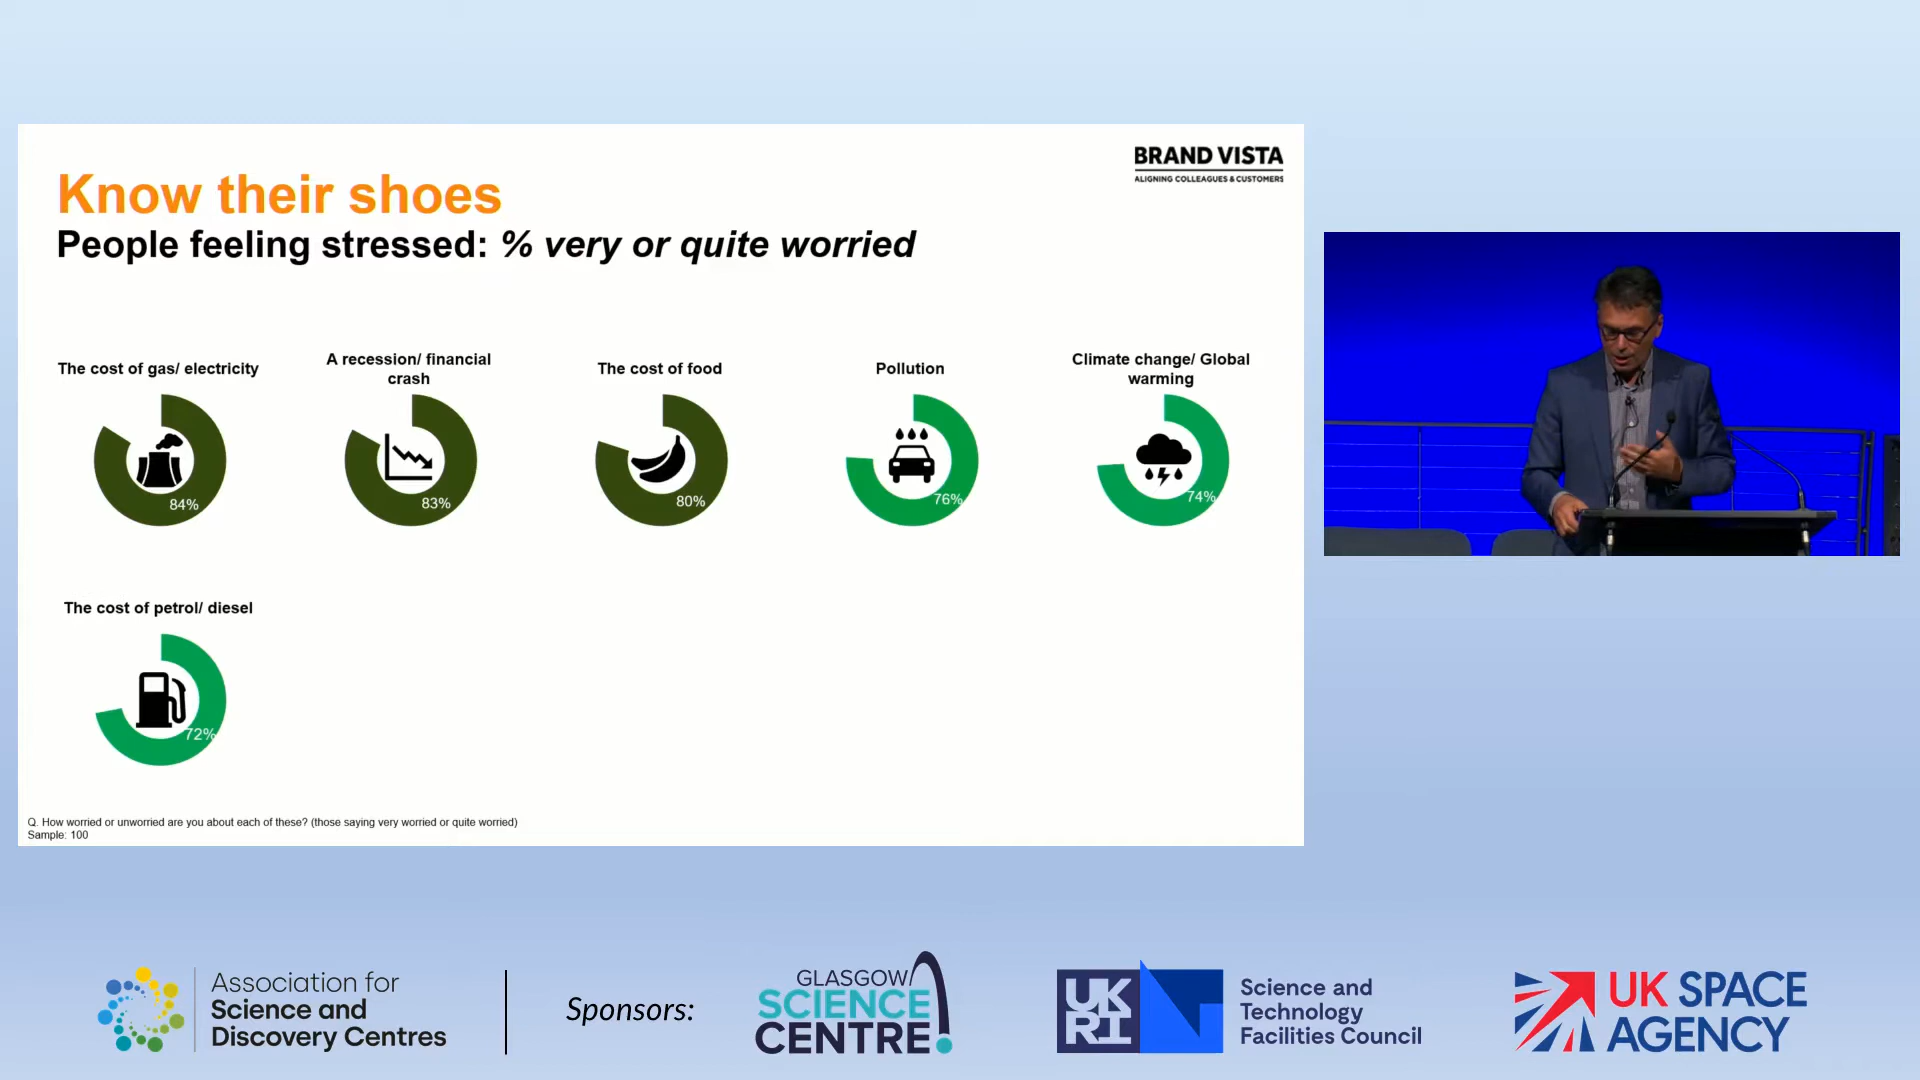 BRAND VISTA
ALIGNING COLLEAGUES & CUSTOMERS
Know their shoes
People feeling stressed: % very or quite worried
The cost of gas/ electricity
84%
A recession/ financial
crash
83%
The cost of food
80%
Pollution
76%
Climate change/ Global
warming
74%
The cost of petrol/ diesel
72%
Q. How worried or unworried are you about each of these? (those saying very worried or quite worried)
Sample: 100
Association for
Science and
Discovery Centres
Sponsors:
GLASGOW
SCIENCE
CENTRE
UK
RI
Science and
Technology
Facilities Council
UK SPACE
AGENCY